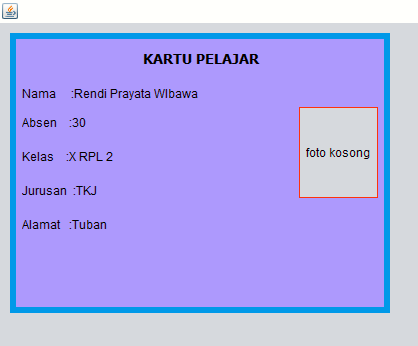 KARTU PELAJAR
Nama :Rendi Prayata WIbawa
Absen :30
foto kosong
Kelas :X RPL 2
Jurusan :TKJ
Alamat :Tuban